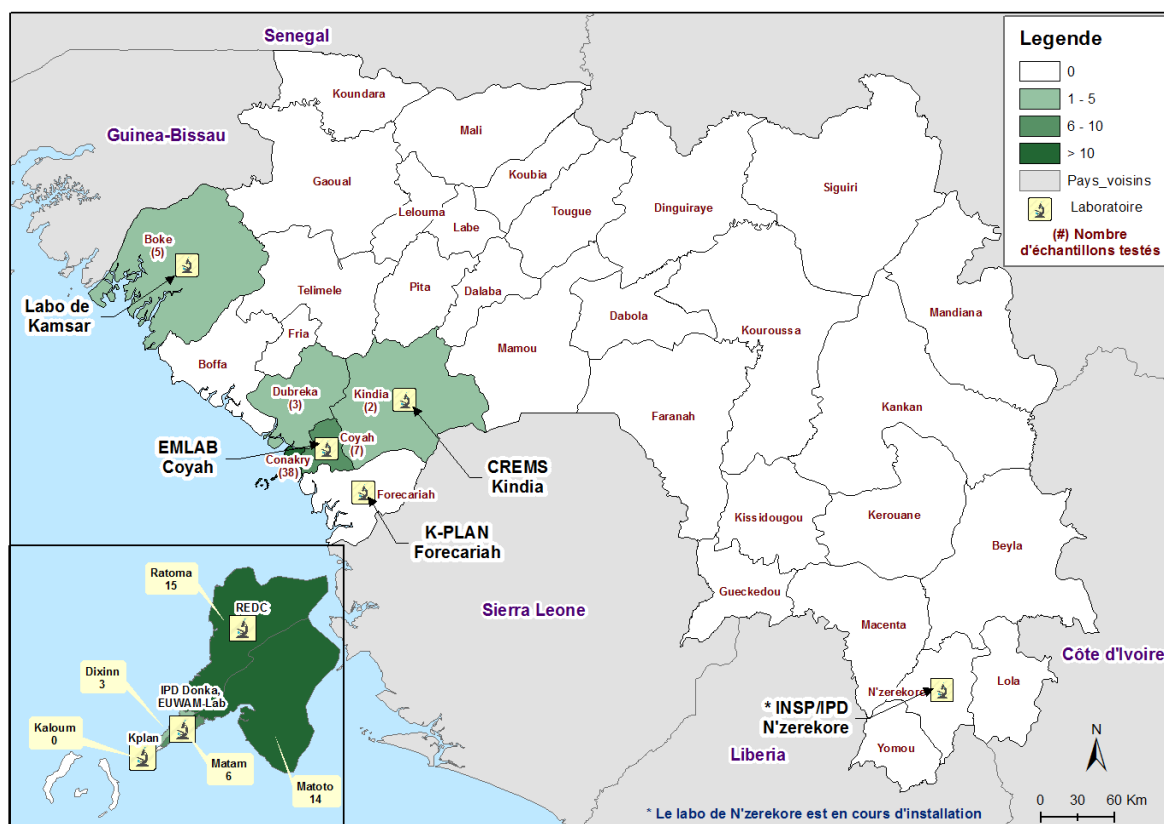 Senegal
Guinea-Bissau
Koundara
Mali
Koubia
Gaoual
Lelouma
Labe
Tougue
Dinguiraye
Siguiri
Boke
(5)
Labo de
Kamsar
Telimele
Pita
Dalaba
Fria
Boffa
Mamou
Dabola
Kouroussa
Mandiana
Dubreka
(3)
Kindia
(2)
Coyah
(7)
Conakry
(38)
EMLAB
Coyah
CREMS
Kindia
Forecariah
K-PLAN
Forecariah
Faranah
Kankan
Kissidougou
Kerouane
Beyla
Gueckedou
Macenta
Sierra Leone
Côte d'Ivoire
N'zerekore
Lola
* INSP/IPD
N'zerekore
Yomou
Liberia
Legende
0
1 - 5
6 - 10
> 10
Pays_voisins
Laboratoire
(#) Nombre
d'échantillons testés
Ratoma
15
REDC
Dixinn
3
IPD Donka,
EUWAM-Lab
Kaloum
0
Kplan
Matam
6
Matoto
14
N
* Le labo de N'zerekore est en cours d'installation
0 30 60 Km